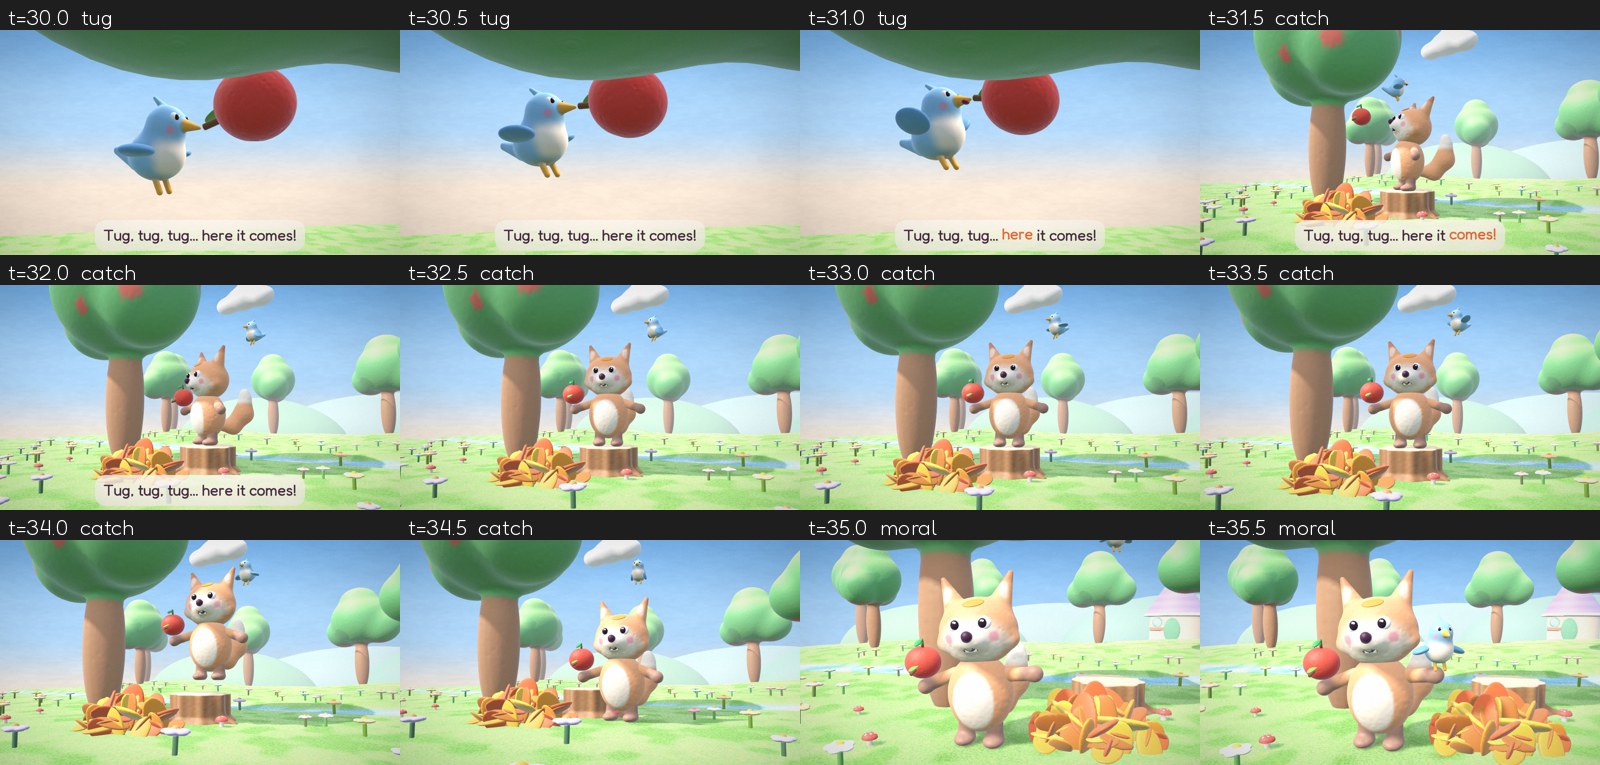 t=30.0 tug
t=30.5 tug
t=31.0 tug
t=31.5 catch
Tug, tug, tug... here it comes!
Tug, tug, tug... here it comes!
Tug, tug, tug... here it comes!
Tug, tug, tug... here it comes!
t=32.0 catch
t=32.5 catch
t=33.0 catch
t=33.5 catch
Tug, tug, tug... here it comes!
t=34.0 catch
t=34.5 catch
t=35.0 moral
t=35.5 moral